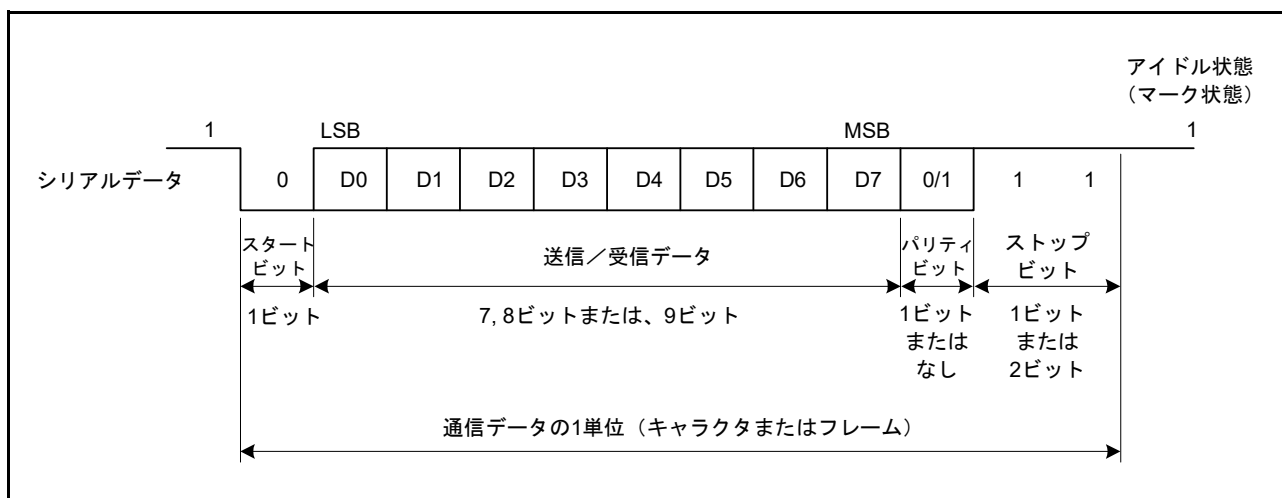 アイドル状態
（マーク状態）
1 LSB MSB 1
シリアルデータ 0 D0 D1 D2 D3 D4 D5 D6 D7 0/1 1 1
スタート
ビット
送信／受信データ
パリティ
ビット
ストップ
ビット
1ビット
7, 8ビットまたは、9ビット
1ビット
または
なし
1ビット
または
2ビット
通信データの1単位（キャラクタまたはフレーム）